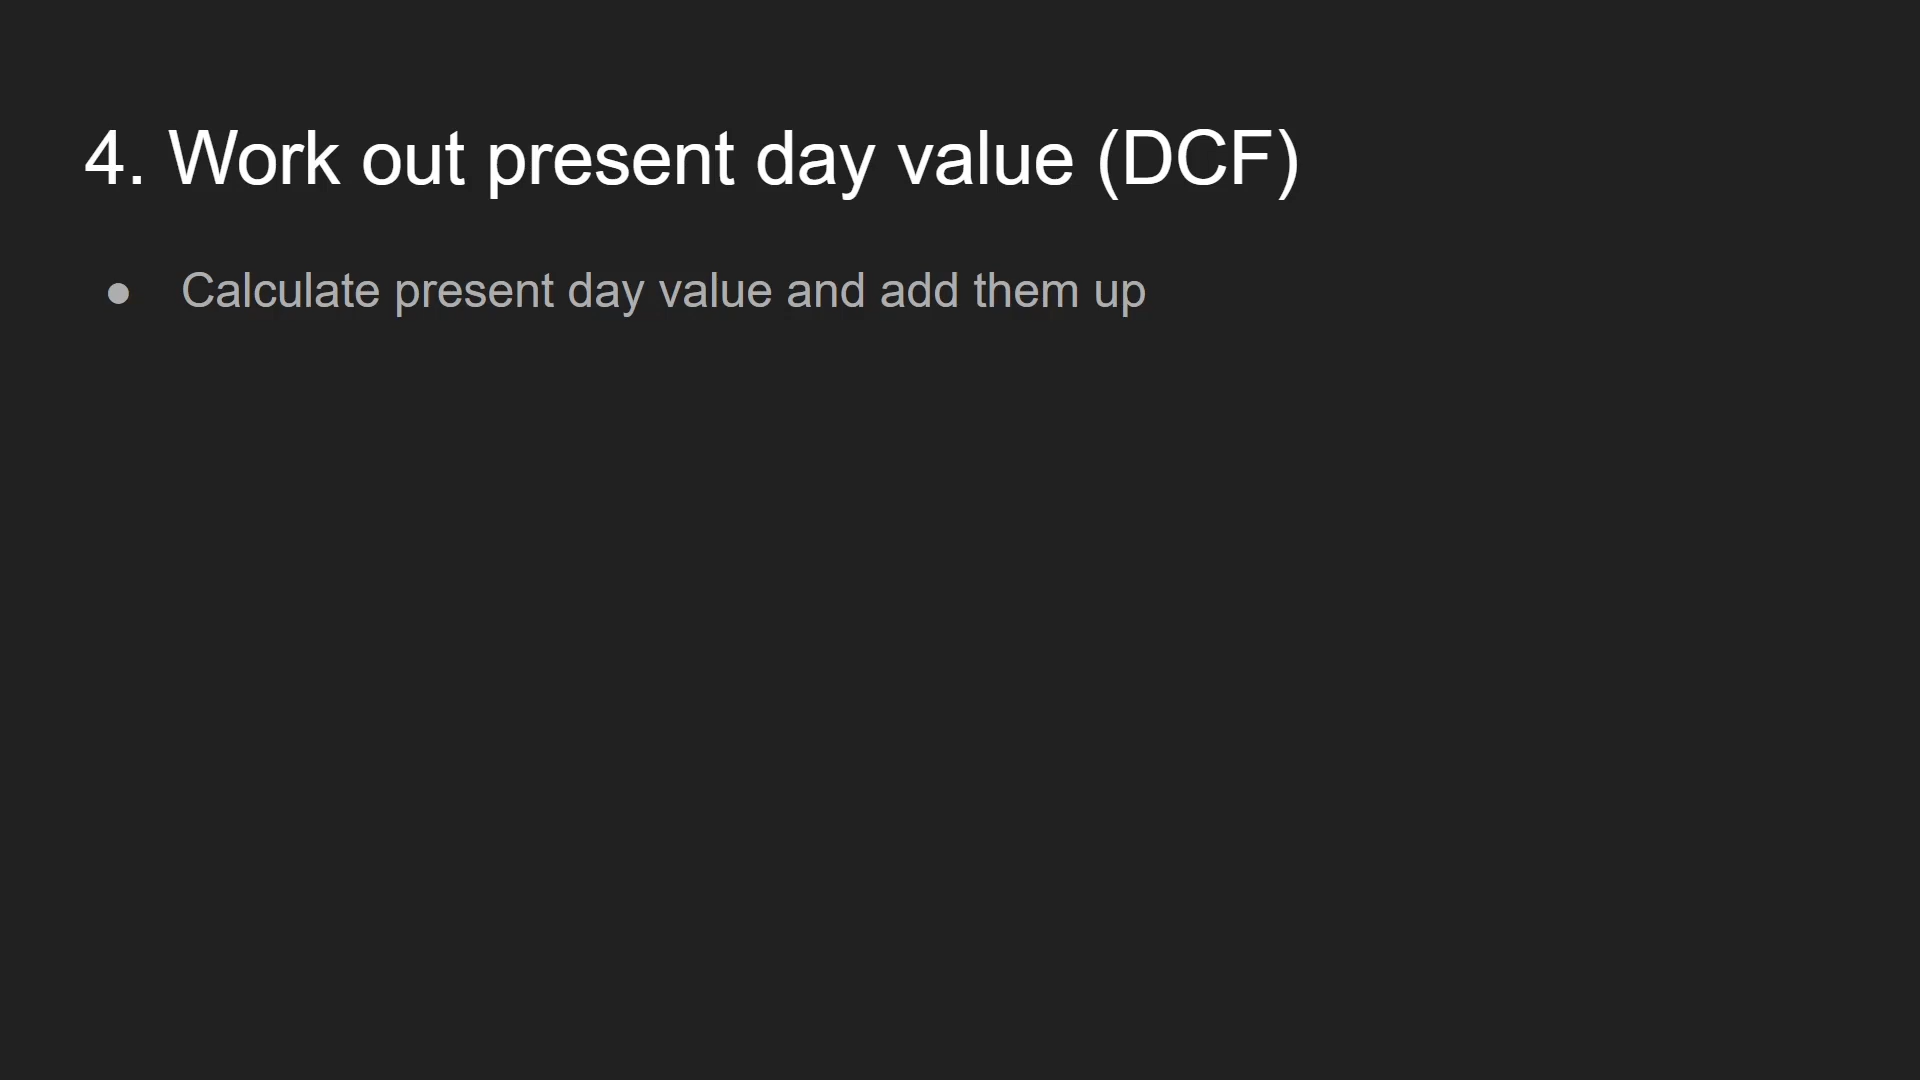 4. Work out present day value (DCF)
● Calculate present day value and add them up